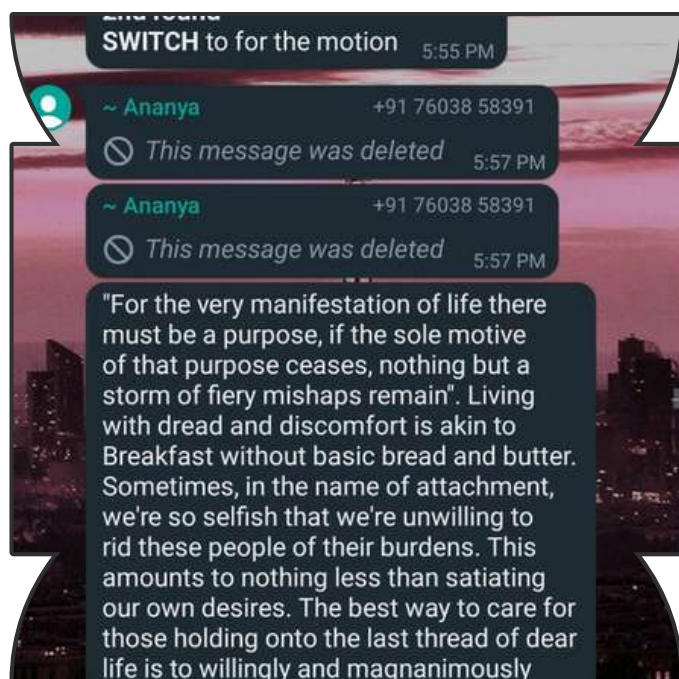 2nd round
SWITCH to for the motion 5:55 PM
~ Ananya +91 76038 58391
This message was deleted 5:57 PM
~ Ananya +91 76038 58391
This message was deleted 5:57 PM
"For the very manifestation of life there
must be a purpose, if the sole motive
of that purpose ceases, nothing but a
storm of fiery mishaps remain". Living
with dread and discomfort is akin to
Breakfast without basic bread and butter.
Sometimes, in the name of attachment,
we're so selfish that we're unwilling to
rid these people of their burdens. This
amounts to nothing less than satiating
our own desires. The best way to care for
those holding onto the last thread of dear
life is to willingly and magnanimously